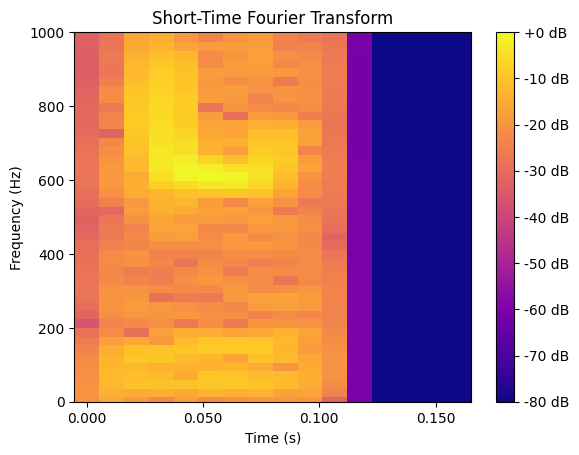 Short-Time Fourier Transform
1000
800
600
400
200
0
Frequency (Hz)
0.000
0.050
0.100
0.150
Time (s)
+0 dB
-10 dB
-20 dB
-30 dB
-40 dB
-50 dB
-60 dB
-70 dB
-80 dB